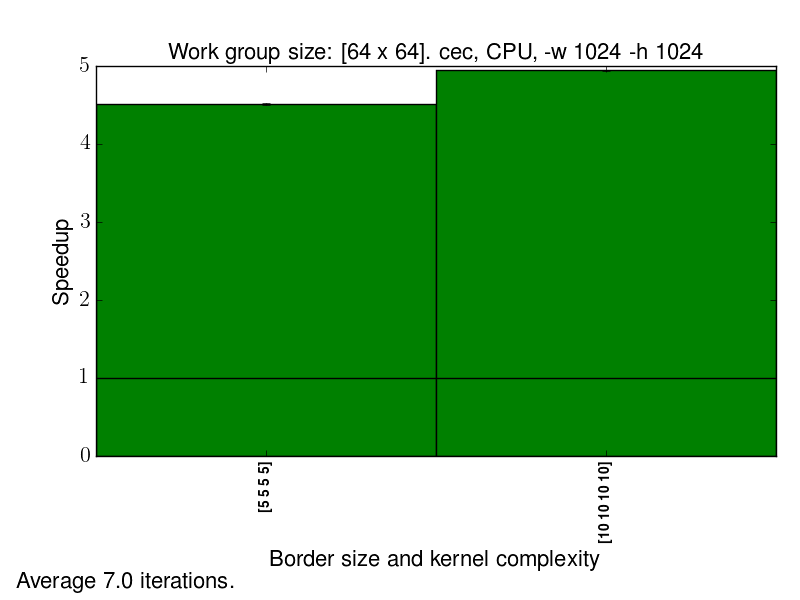 Work group size: [64 x 64]. cec, CPU, -w 1024 -h 1024
5
4
3
2
1
0
Speedup
[5 5 5 5]
[10 10 10 10]
Border size and kernel complexity
Average 7.0 iterations.